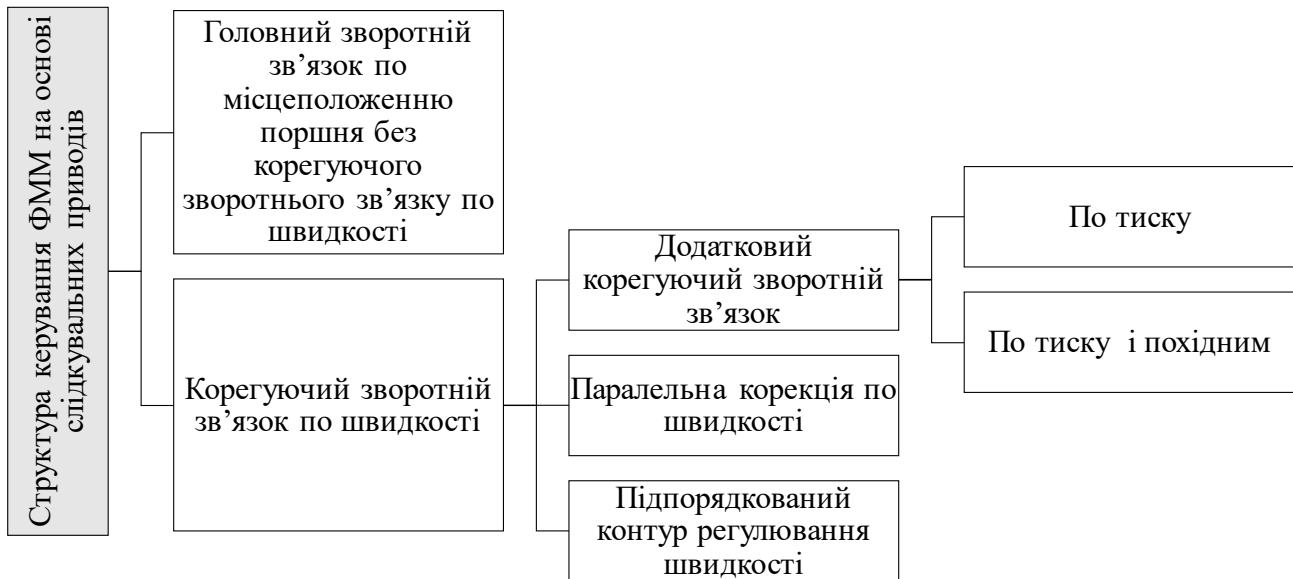 Структура керування ФММ на основі
слідкувальних приводів
Головний зворотній
зв’язок по
місцеположенню
поршня без
корегуючого
зворотнього зв’язку по
швидкості
Корегуючий зворотній
зв’язок по швидкості
Додатковий
корегуючий зворотній
зв’язок
Паралельна корекція по
швидкості
Підпорядкований
контур регулювання
швидкості
По тиску
По тиску і похідним